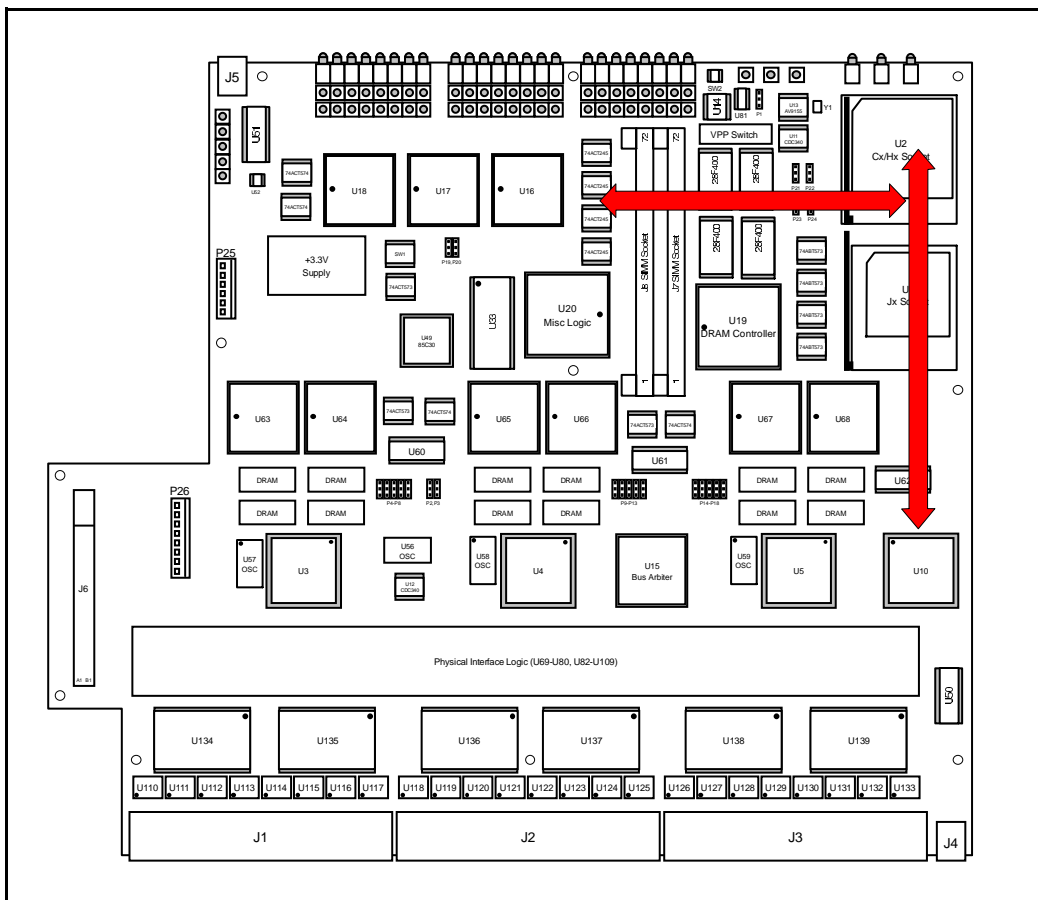 J5
SW2
U14
U81
P1
U13
AV9155
Y1
U11
CDC340
VPP Switch
U51
U52
74ACT574
74ACT574
U18
U17
U16
74ACT245
74ACT245
74ACT245
74ACT245
72
72
J8 SIMM Socket
J7 SIMM Socket
1
1
28F400
28F400
28F400
28F400
P21
P22
P23
P24
U2
Cx/Hx
Jx
P25
+3.3V
Supply
SW1
74ACT573
P19,P20
U33
U20
Misc Logic
U49
85C30
U19
DRAM Controller
74ABT573
74ABT573
74ABT573
74ABT573
U63
U64
74ACT573
74ACT574
U65
U66
74ACT573
74ACT574
U67
U68
U60
U61
U62
P26
DRAM
DRAM
DRAM
DRAM
DRAM
DRAM
DRAM
DRAM
DRAM
DRAM
DRAM
DRAM
P4-P8
P2,P3
P9-P13
P14-P18
U57
OSC
U3
U56
OSC
U12
CDC340
U58
OSC
U4
U15
Bus Arbiter
U59
OSC
U5
U10
J6
A1 B1
Physical Interface Logic (U69-U80, U82-U109)
U50
U134
U135
U136
U137
U138
U139
U110 U111 U112 U113 U114 U115 U116 U117
U118 U119 U120 U121 U122 U123 U124 U125
U126 U127 U128 U129 U130 U131 U132 U133
J1
J2
J3
J4